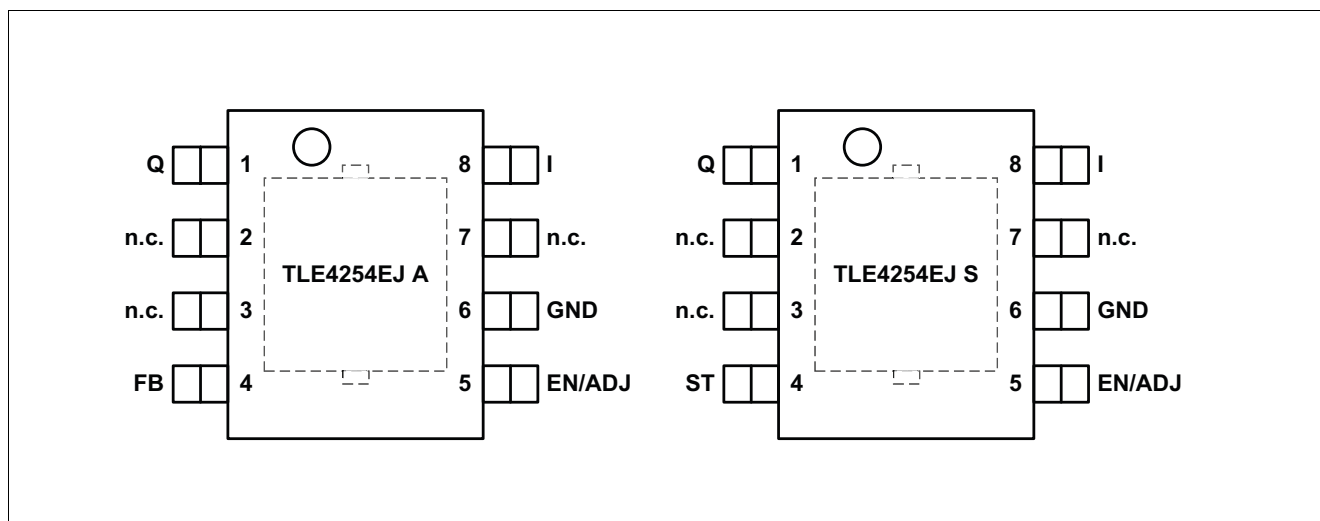 Q 1 8 I Q 1 8 I
n.c. 2 7 n.c. n.c. 2 7 n.c.
TLE4254EJ A TLE4254EJ S
n.c. 3 6 GND n.c. 3 6 GND
FB 4 5 EN/ADJ ST 4 5 EN/ADJ